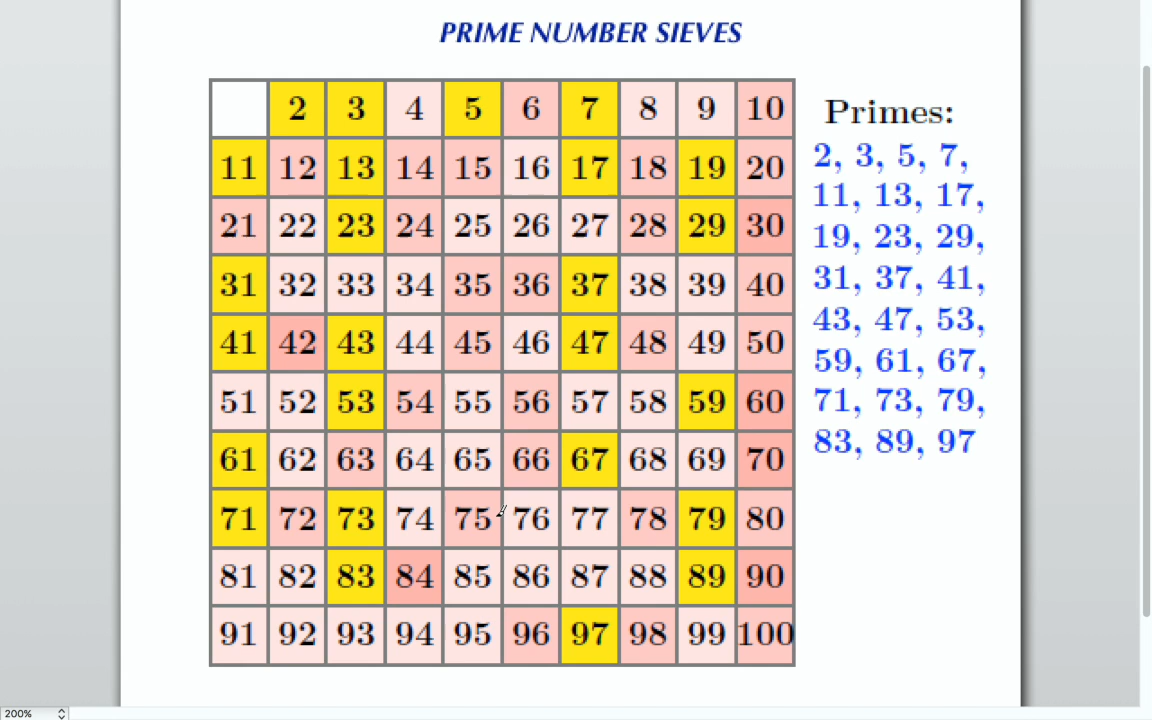 PRIME NUMBER SIEVES
2 3 4 5 6 7 8 9 10
11 12 13 14 15 16 17 18 19 20
21 22 23 24 25 26 27 28 29 30
31 32 33 34 35 36 37 38 39 40
41 42 43 44 45 46 47 48 49 50
51 52 53 54 55 56 57 58 59 60
61 62 63 64 65 66 67 68 69 70
71 72 73 74 75 76 77 78 79 80
81 82 83 84 85 86 87 88 89 90
91 92 93 94 95 96 97 98 99 100
Primes:
2, 3, 5, 7,
11, 13, 17,
19, 23, 29,
31, 37, 41,
43, 47, 53,
59, 61, 67,
71, 73, 79,
83, 89, 97
200%